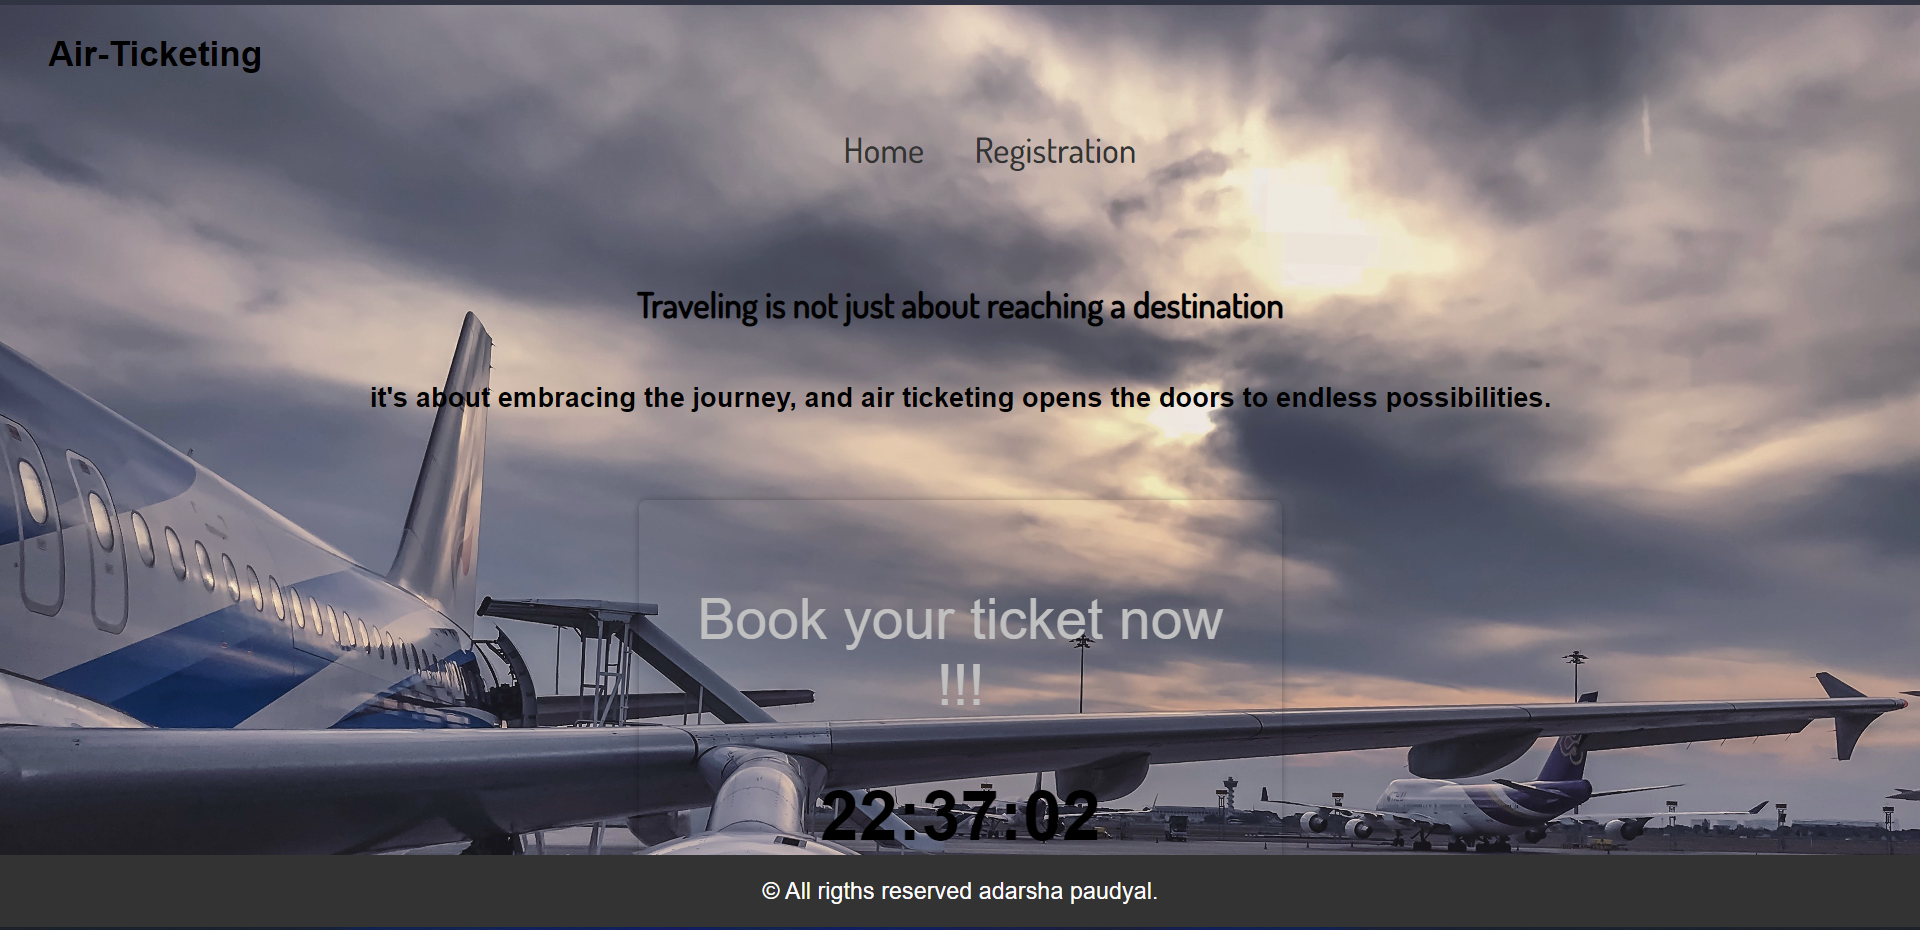 Air-Ticketing
Home Registration
Traveling is not just about reaching a destination
it's about embracing the journey, and air ticketing opens the doors to endless possibilities.
Book your ticket now
!!!
22:37:02
© All rigths reserved adarsha paudyal.